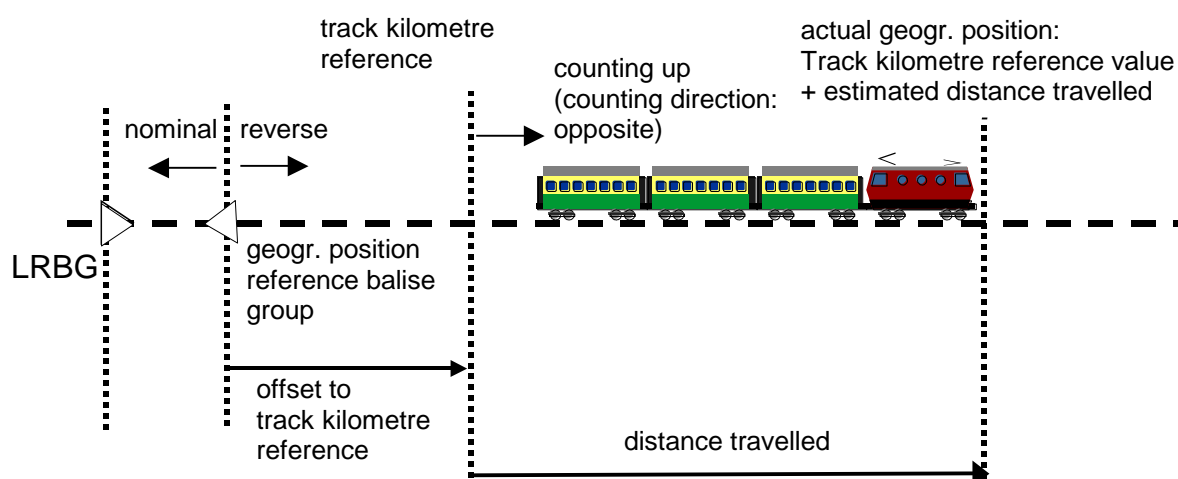 track kilometre
reference
actual geogr. position:
Track kilometre reference value
+ estimated distance travelled
counting up
(counting direction:
opposite)
nominal
reverse
LRBG
geogr. position
reference balise
group
offset to
track kilometre
reference
distance travelled